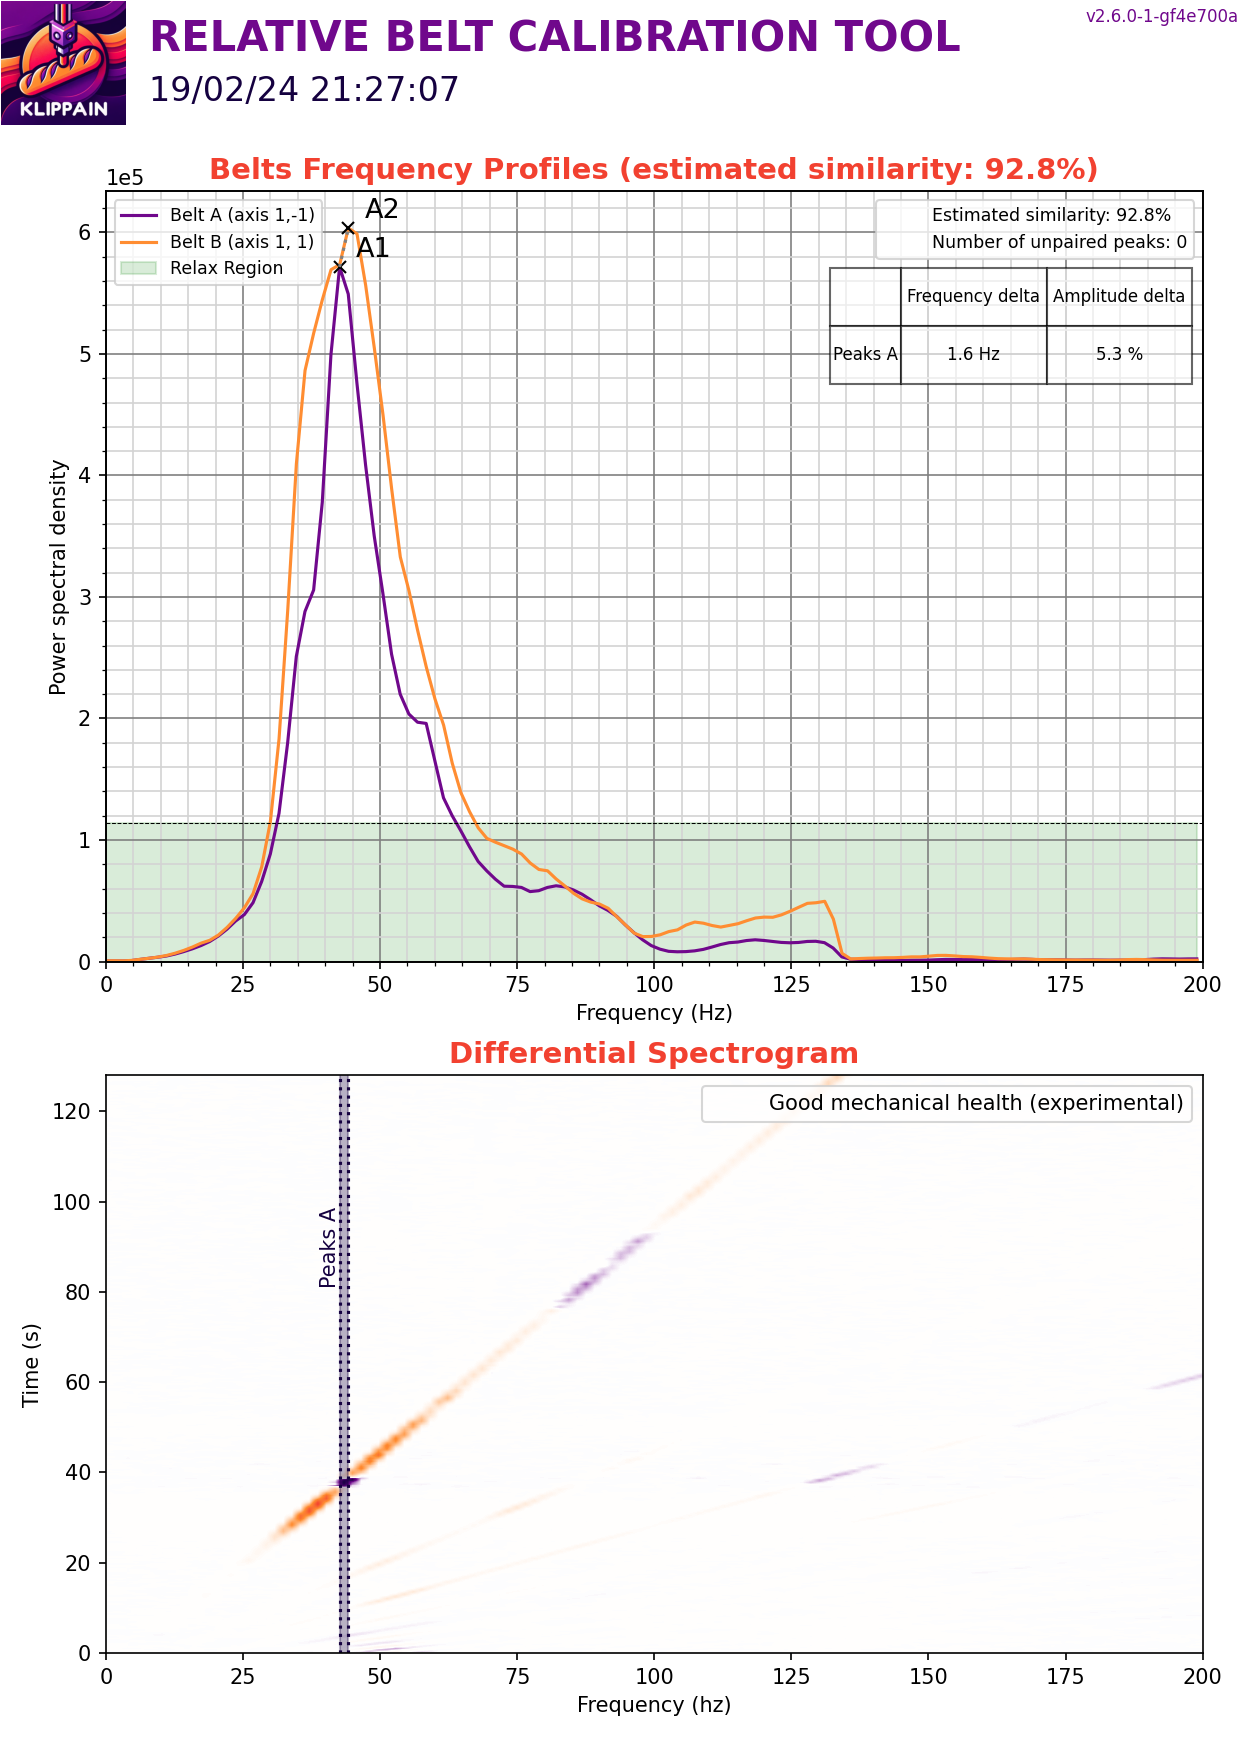 KLIPPAIN
RELATIVE BELT CALIBRATION TOOL
19/02/24 21:27:07
v2.6.0-1-gf4e700a
Belts Frequency Profiles (estimated similarity: 92.8%)
1e5
Belt A (axis 1,-1)
Belt B (axis 1, 1)
Relax Region
A2
A1
Estimated similarity: 92.8%
Number of unpaired peaks: 0
Frequency delta Amplitude delta
Peaks A 1.6 Hz 5.3 %
Power spectral density
6
5
4
3
2
1
0
0 25 50 75 100 125 150 175 200
Frequency (Hz)
Differential Spectrogram
Good mechanical health (experimental)
Peaks A
Time (s)
120
100
80
60
40
20
0
0 25 50 75 100 125 150 175 200
Frequency (hz)